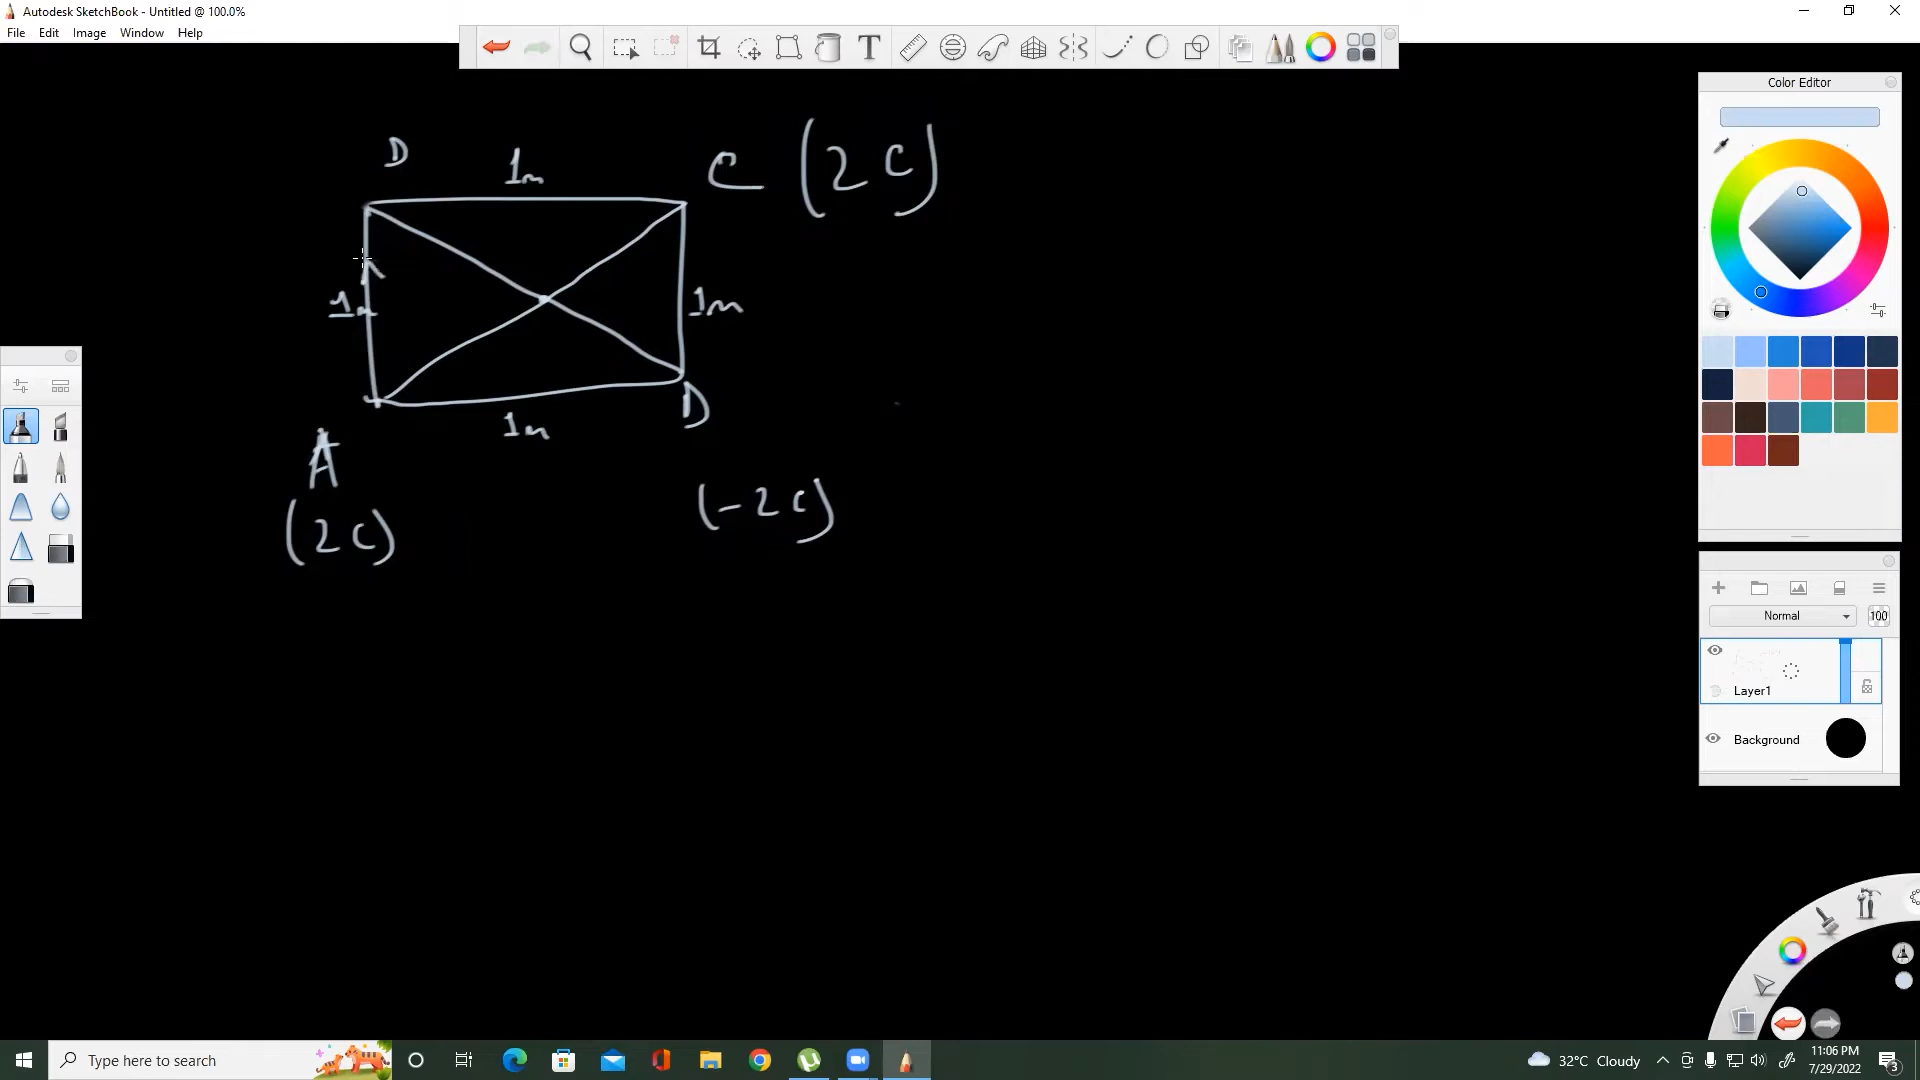 Autodesk SketchBook - Untitled @ 100.0%
File Edit Image Window Help
T
Color Editor
D 1m C (2C)
1m
1m
D
1m
A
(2C)
(-2C)
Normal 100
Layer1
Background
Type here to search
32°C Cloudy
11:06 PM
7/29/2022
3